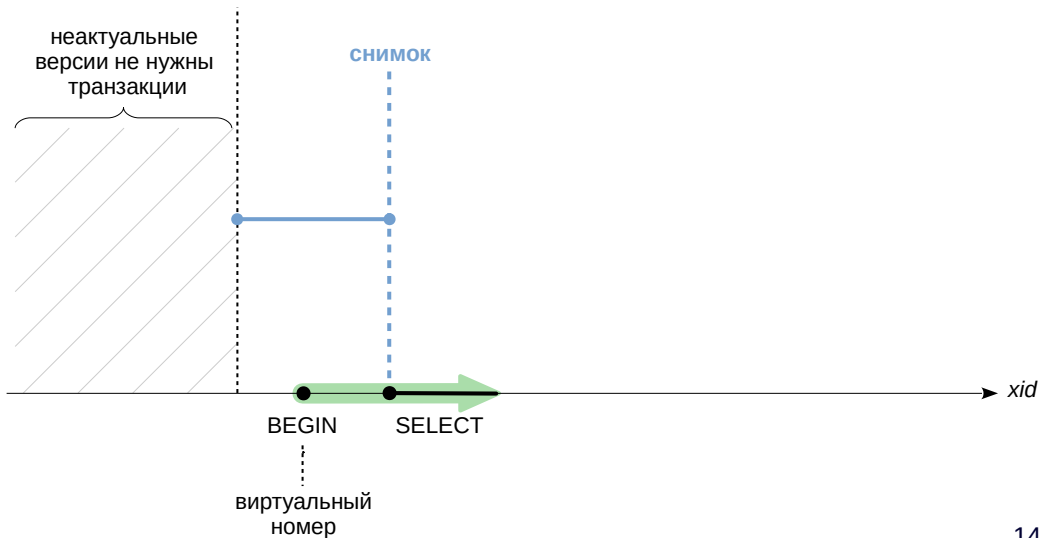 неактуальные
версии не нужны
транзакции
снимок
xid
BEGIN
SELECT
виртуальный
номер
14